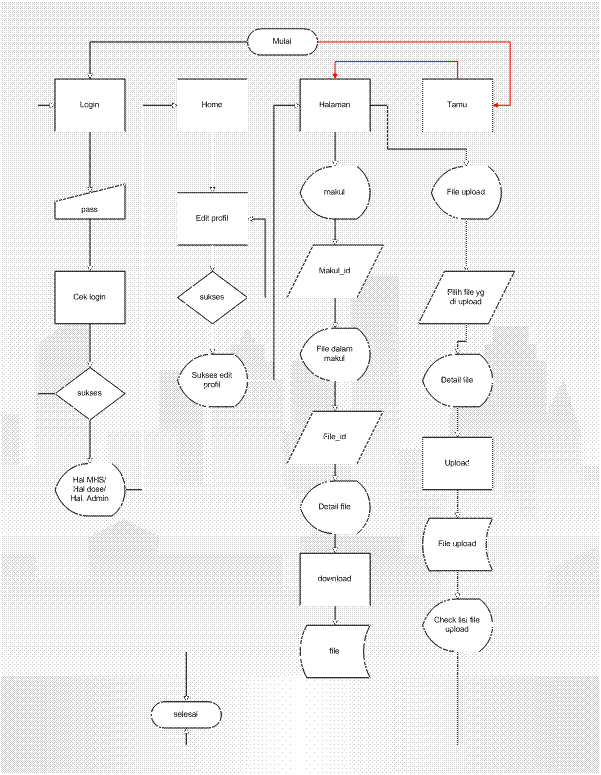 Mulai
Login
Home
Halaman
Tamu
pass
Edit profil
makul
File upload
Cek login
sukses
Makul_id
Pilih file yg
di upload
sukses
Sukses edit
profil
File dalam
makul
Detail file
Hal MHS/
Hal dose/
Hal. Admin
File_id
Upload
Detail file
File upload
download
Check list file
upload
file
selesai